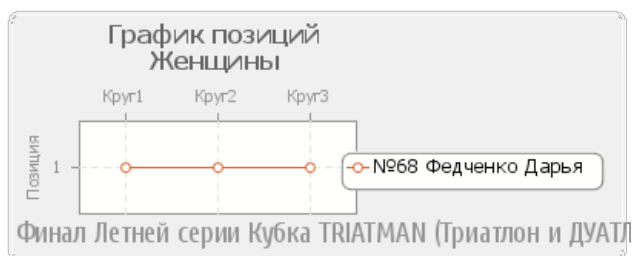 График позиций
Женщины
Круг1 Круг2 Круг3
Позиция
1
№68 Федченко Дарья
Финал Летней серии Кубка TRIATMAN (Триатлон и ДУАТЛ